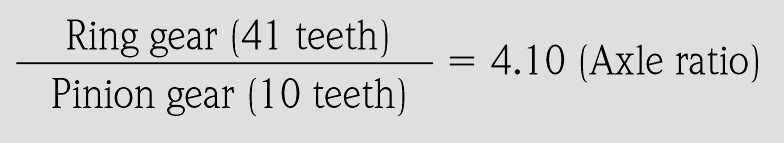 Ring gear (41 teeth)
Pinion gear (10 teeth)
= 4.10 (Axle ratio)